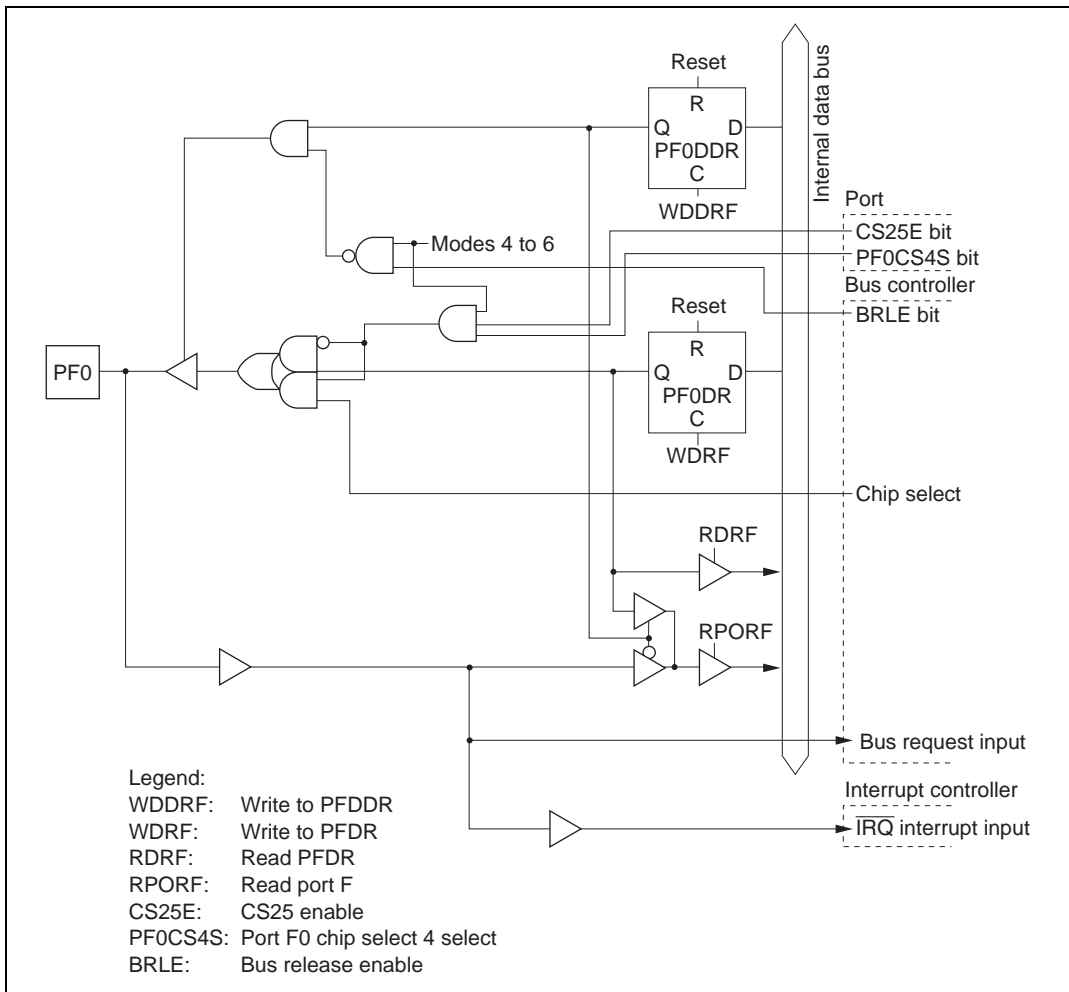 Reset
R
Q D
PF0DDR
C
WDDRF
Internal data bus
Port
CS25E bit
PF0CS4S bit
Bus controller
BRLE bit
Modes 4 to 6
Reset
R
Q D
PF0DR
C
WDRF
PF0
Chip select
RDRF
RPORF
Bus request input
Interrupt controller
IRQ interrupt input
Legend:
WDDRF: Write to PFDDR
WDRF: Write to PFDR
RDRF: Read PFDR
RPORF: Read port F
CS25E: CS25 enable
PF0CS4S: Port F0 chip select 4 select
BRLE: Bus release enable